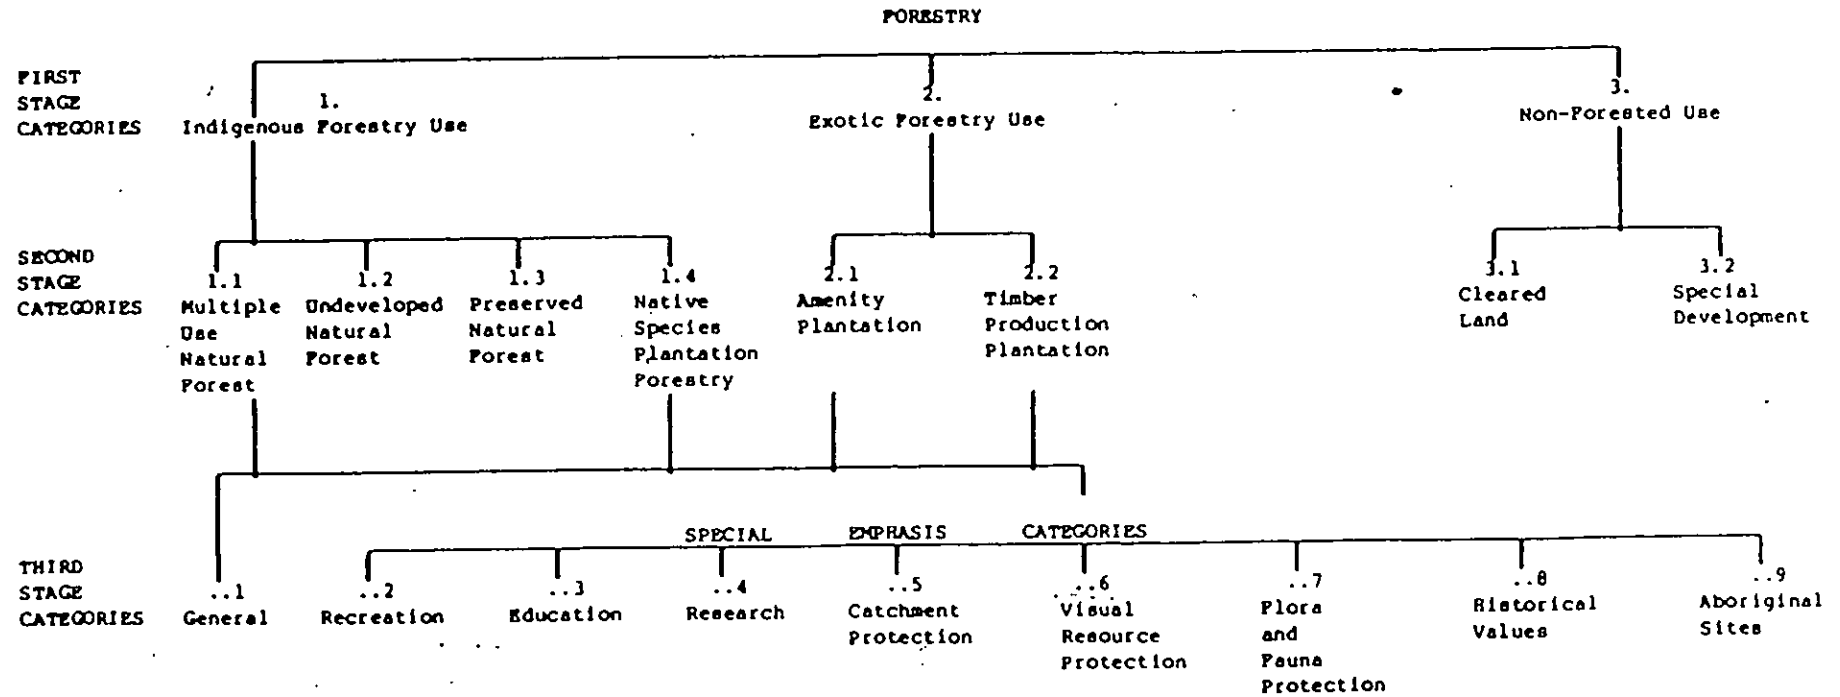 FORESTRY
FIRST
STAGE
CATEGORIES
1.
Indigenous Forestry Use
2.
Exotic Forestry Use
3.
Non-Forested Use
SECOND
STAGE
CATEGORIES
1.1
Multiple
Use
Natural
Forest
1.2
Undeveloped
Natural
Forest
1.3
Preserved
Natural
Forest
1.4
Native
Species
Plantation
Forestry
2.1
Amenity
Plantation
2.2
Timber
Production
Plantation
3.1
Cleared
Land
3.2
Special
Development
SPECIAL EMPHASIS CATEGORIES
THIRD
STAGE
CATEGORIES
..1
General
..2
Recreation
..3
Education
..4
Research
..5
Catchment
Protection
..6
Visual
Resource
Protection
..7
Flora
and
Fauna
Protection
..8
Historical
Values
..9
Aboriginal
Sites